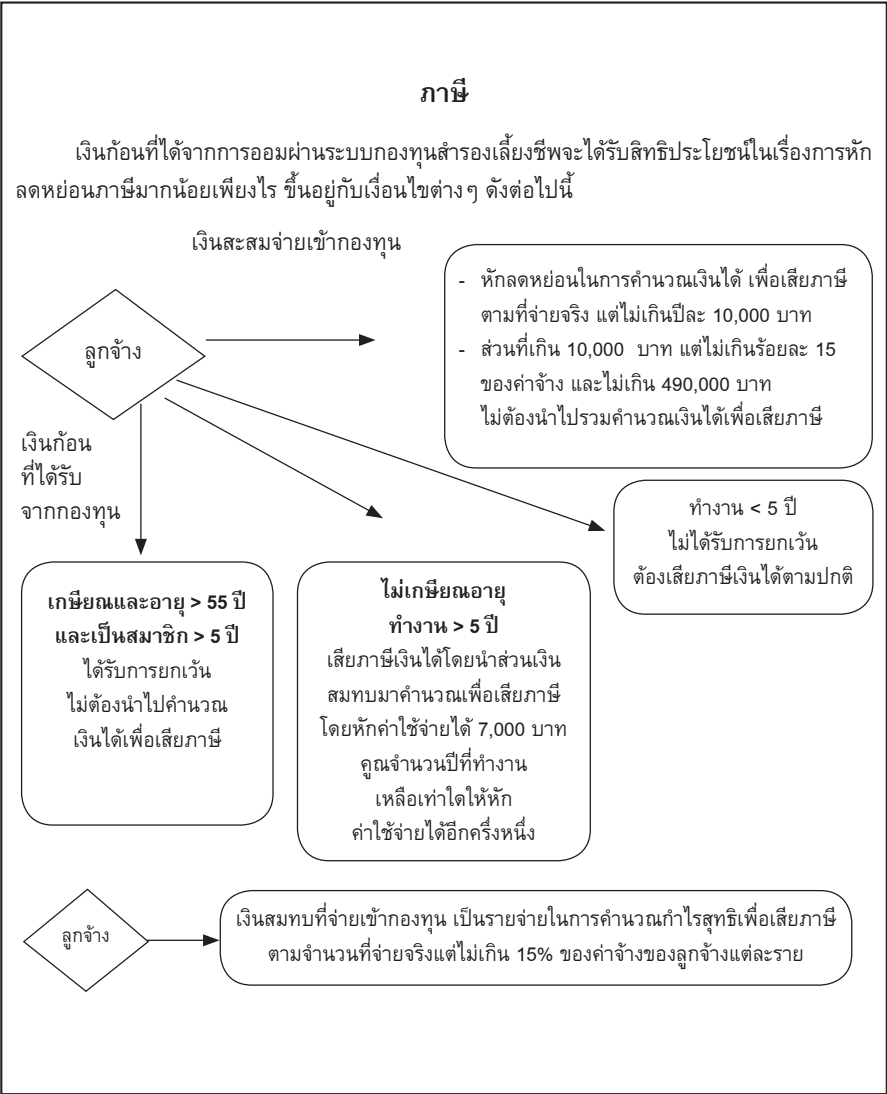 ภาษี
เงินก้อนที่ได้จากการออมผ่านระบบกองทุนสำรองเลี้ยงชีพจะได้รับสิทธิประโยชน์ในเรื่องการหัก
ลดหย่อนภาษีมากน้อยเพียงไร ขึ้นอยู่กับเงื่อนไขต่างๆ ดังต่อไปนี้
เงินสะสมจ่ายเข้ากองทุน
- หักลดหย่อนในการคำนวณเงินได้ เพื่อเสียภาษี
ตามที่จ่ายจริง แต่ไม่เกินปีละ 10,000 บาท
- ส่วนที่เกิน 10,000 บาท แต่ไม่เกินร้อยละ 15
ของค่าจ้าง และไม่เกิน 490,000 บาท
ไม่ต้องนำไปรวมคำนวณเงินได้เพื่อเสียภาษี
ลูกจ้าง
เงินก้อน
ที่ได้รับ
จากกองทุน
ทำงาน < 5 ปี
ไม่ได้รับการยกเว้น
ต้องเสียภาษีเงินได้ตามปกติ
เกษียณและอายุ > 55 ปี
และเป็นสมาชิก > 5 ปี
ได้รับการยกเว้น
ไม่ต้องนำไปคำนวณ
เงินได้เพื่อเสียภาษี
ไม่เกษียณอายุ
ทำงาน > 5 ปี
เสียภาษีเงินได้โดยนำส่วนเงิน
สมทบมาคำนวณเพื่อเสียภาษี
โดยหักค่าใช้จ่ายได้ 7,000 บาท
คูณจำนวนปีที่ทำงาน
เหลือเท่าใดให้หัก
ค่าใช้จ่ายได้อีกครึ่งหนึ่ง
ลูกจ้าง
เงินสมทบที่จ่ายเข้ากองทุน เป็นรายจ่ายในการคำนวณกำไรสุทธิเพื่อเสียภาษี
ตามจำนวนที่จ่ายจริงแต่ไม่เกิน 15% ของค่าจ้างของลูกจ้างแต่ละราย